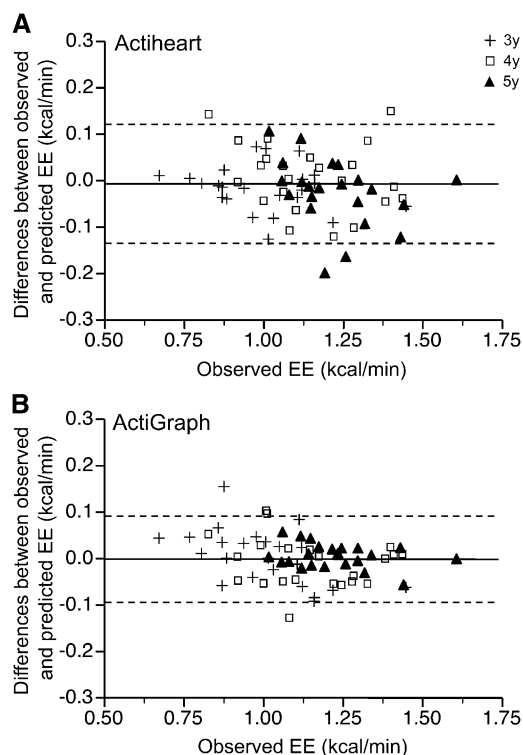 A
Actiheart
3y
4y
5y
Differences between observed
and predicted EE (kcal/min)
0.3
0.2
0.1
0.0
-0.1
-0.2
-0.3
0.50 0.75 1.00 1.25 1.50 1.75
Observed EE (kcal/min)
B
ActiGraph
Differences between observed
and predicted EE (kcal/min)
0.3
0.2
0.1
0.0
-0.1
-0.2
-0.3
0.50 0.75 1.00 1.25 1.50 1.75
Observed EE (kcal/min)